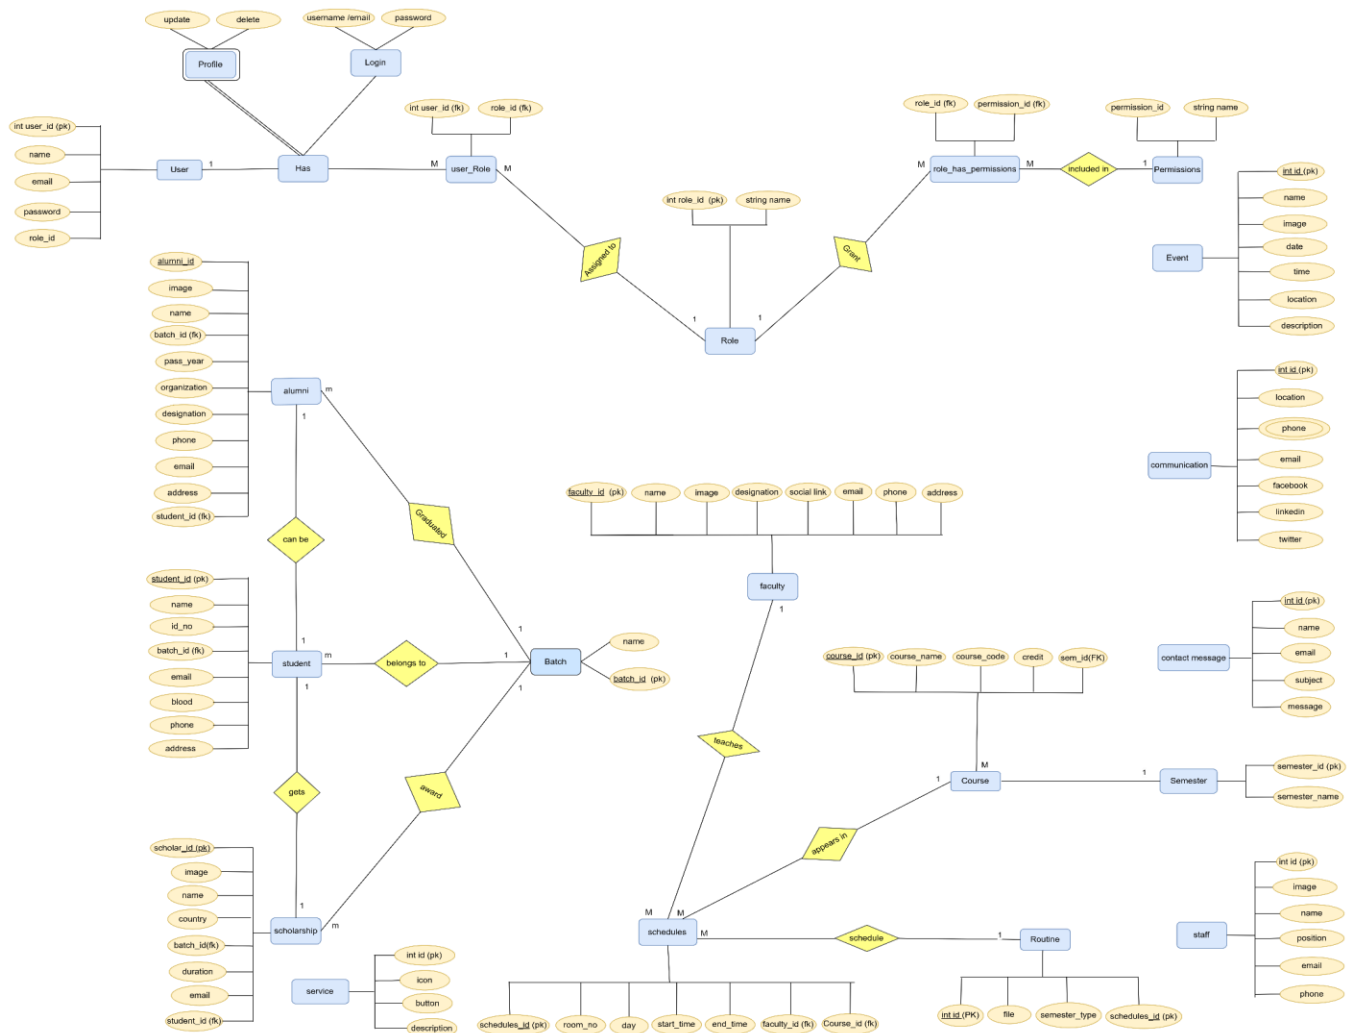 update
delete
username /email
password
Profile
Login
int user_id (fk)
role_id (fk)
role_id (fk)
permission_id (fk)
permission_id
string name
int user_id (pk)
name
email
password
role_id
User
1
Has
M
user_Role
M
Assigned to
1
int role_id (pk)
string name
Role
1
Grant
M
role_has_permissions
M
included in
1
Permissions
int id (pk)
name
image
date
time
location
description
Event
alumni_id
image
name
batch_id (fk)
pass_year
organization
designation
phone
email
address
student_id (fk)
alumni
m
1
can be
1
Graduated
1
int id (pk)
location
phone
email
facebook
linkedin
twitter
communication
faculty_id (pk)
name
image
designation
social link
email
phone
address
faculty
1
teaches
M
student_id (pk)
name
id_no
batch_id (fk)
email
blood
phone
address
student
m
belongs to
1
Batch
name
batch_id (pk)
1
gets
1
1
award
m
course_id (pk)
course_name
course_code
credit
sem_id(FK)
Course
M
1
1
Semester
semester_id (pk)
semester_name
appears in
M
int id (pk)
name
email
subject
message
contact message
scholar_id (pk)
image
name
country
batch_id(fk)
duration
email
student_id (fk)
scholarship
service
int id (pk)
icon
button
description
schedules
M
schedule
1
Routine
schedules_id (pk)
room_no
day
start_time
end_time
faculty_id (fk)
Course_id (fk)
int id (PK)
file
semester_type
schedules_id (pk)
int id (pk)
image
name
position
email
phone
staff